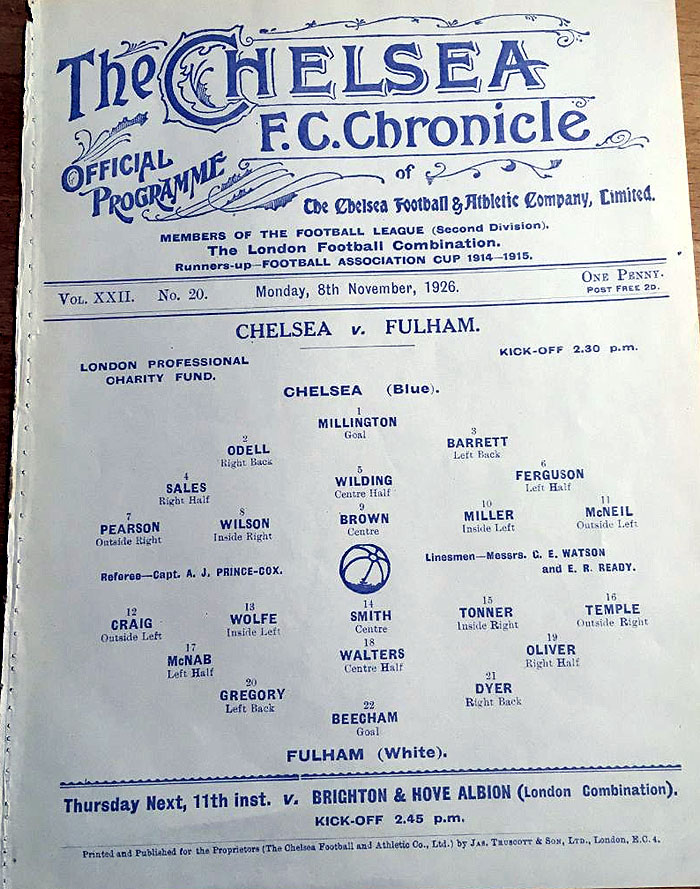 The CHELSEA
F.C. Chronicle
OFFICIAL
PROGRAMME
of
The Chelsea Football & Athletic Company, Limited.
MEMBERS OF THE FOOTBALL LEAGUE (Second Division).
The London Football Combination.
Runners-up—FOOTBALL ASSOCIATION CUP 1914—1915.
VOL. XXII. No. 20. Monday, 8th November, 1926. ONE PENNY.
POST FREE 2D.
CHELSEA v. FULHAM.
LONDON PROFESSIONAL
CHARITY FUND.
KICK-OFF 2.30 p.m.
CHELSEA (Blue).
1
MILLINGTON
Goal
2 3
ODELL BARRETT
Right Back Left Back
4 5 6
SALES WILDING FERGUSON
Right Half Centre Half Left Half
7 8 9 10 11
PEARSON WILSON BROWN MILLER McNEIL
Outside Right Inside Right Centre Inside Left Outside Left
Referee—Capt. A. J. PRINCE-COX.
Linesmen—Messrs. C. E. WATSON
and E. R. READY.
12 13 14 15 16
CRAIG WOLFE SMITH TONNER TEMPLE
Outside Left Inside Left Centre Inside Right Outside Right
17 18 19
McNAB WALTERS OLIVER
Left Half Centre Half Right Half
20 21
GREGORY DYER
Left Back Right Back
22
BEECHAM
Goal
FULHAM (White).
Thursday Next, 11th inst. v. BRIGHTON & HOVE ALBION (London Combination).
KICK-OFF 2.45 p.m.
Printed and Published for the Proprietors (The Chelsea Football and Athletic Co., Ltd.) by JAS. TRUSCOTT & SON, LTD., London, E.C.4.